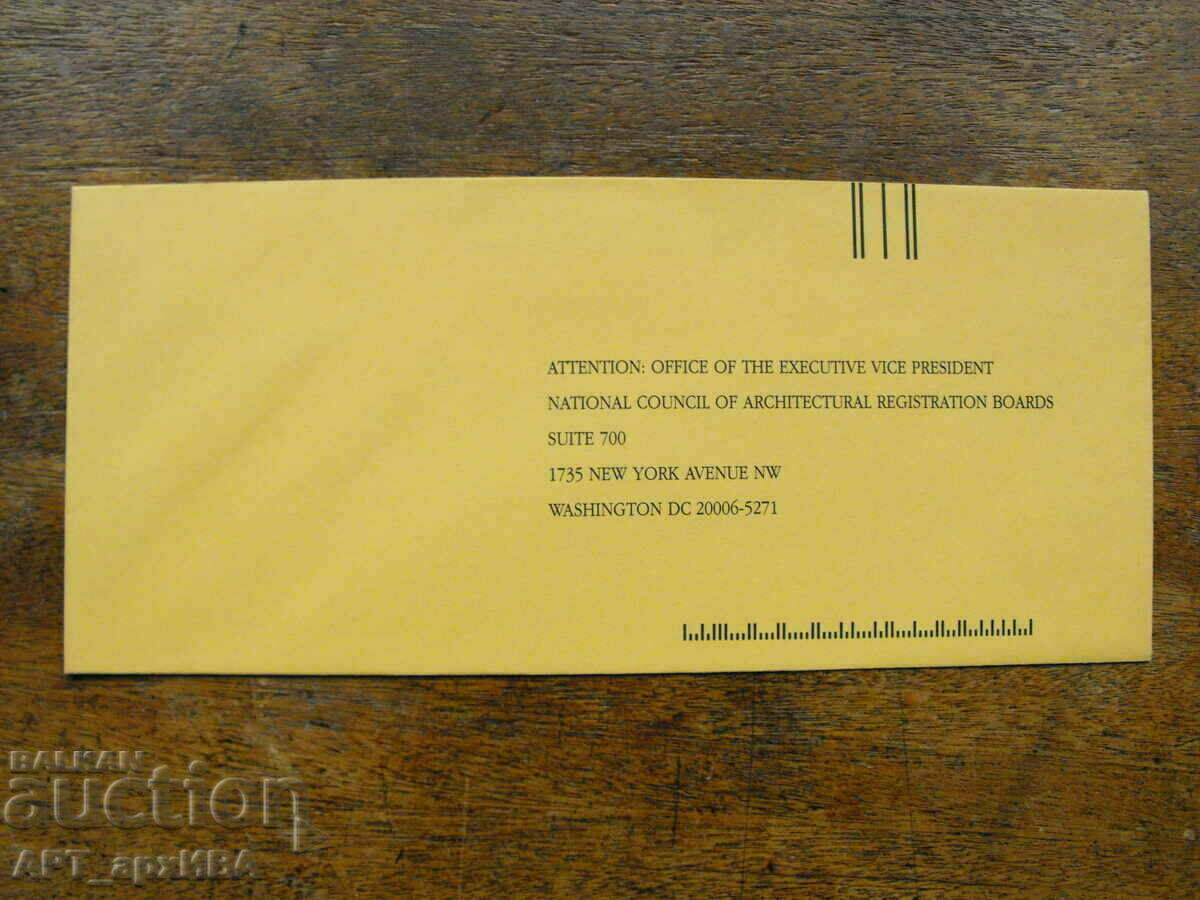 ATTENTION: OFFICE OF THE EXECUTIVE VICE PRESIDENT
NATIONAL COUNCIL OF ARCHITECTURAL REGISTRATION BOARDS
SUITE 700
1735 NEW YORK AVENUE NW
WASHINGTON DC 20006-5271
BALKAN
auction
АРТ_архИВА